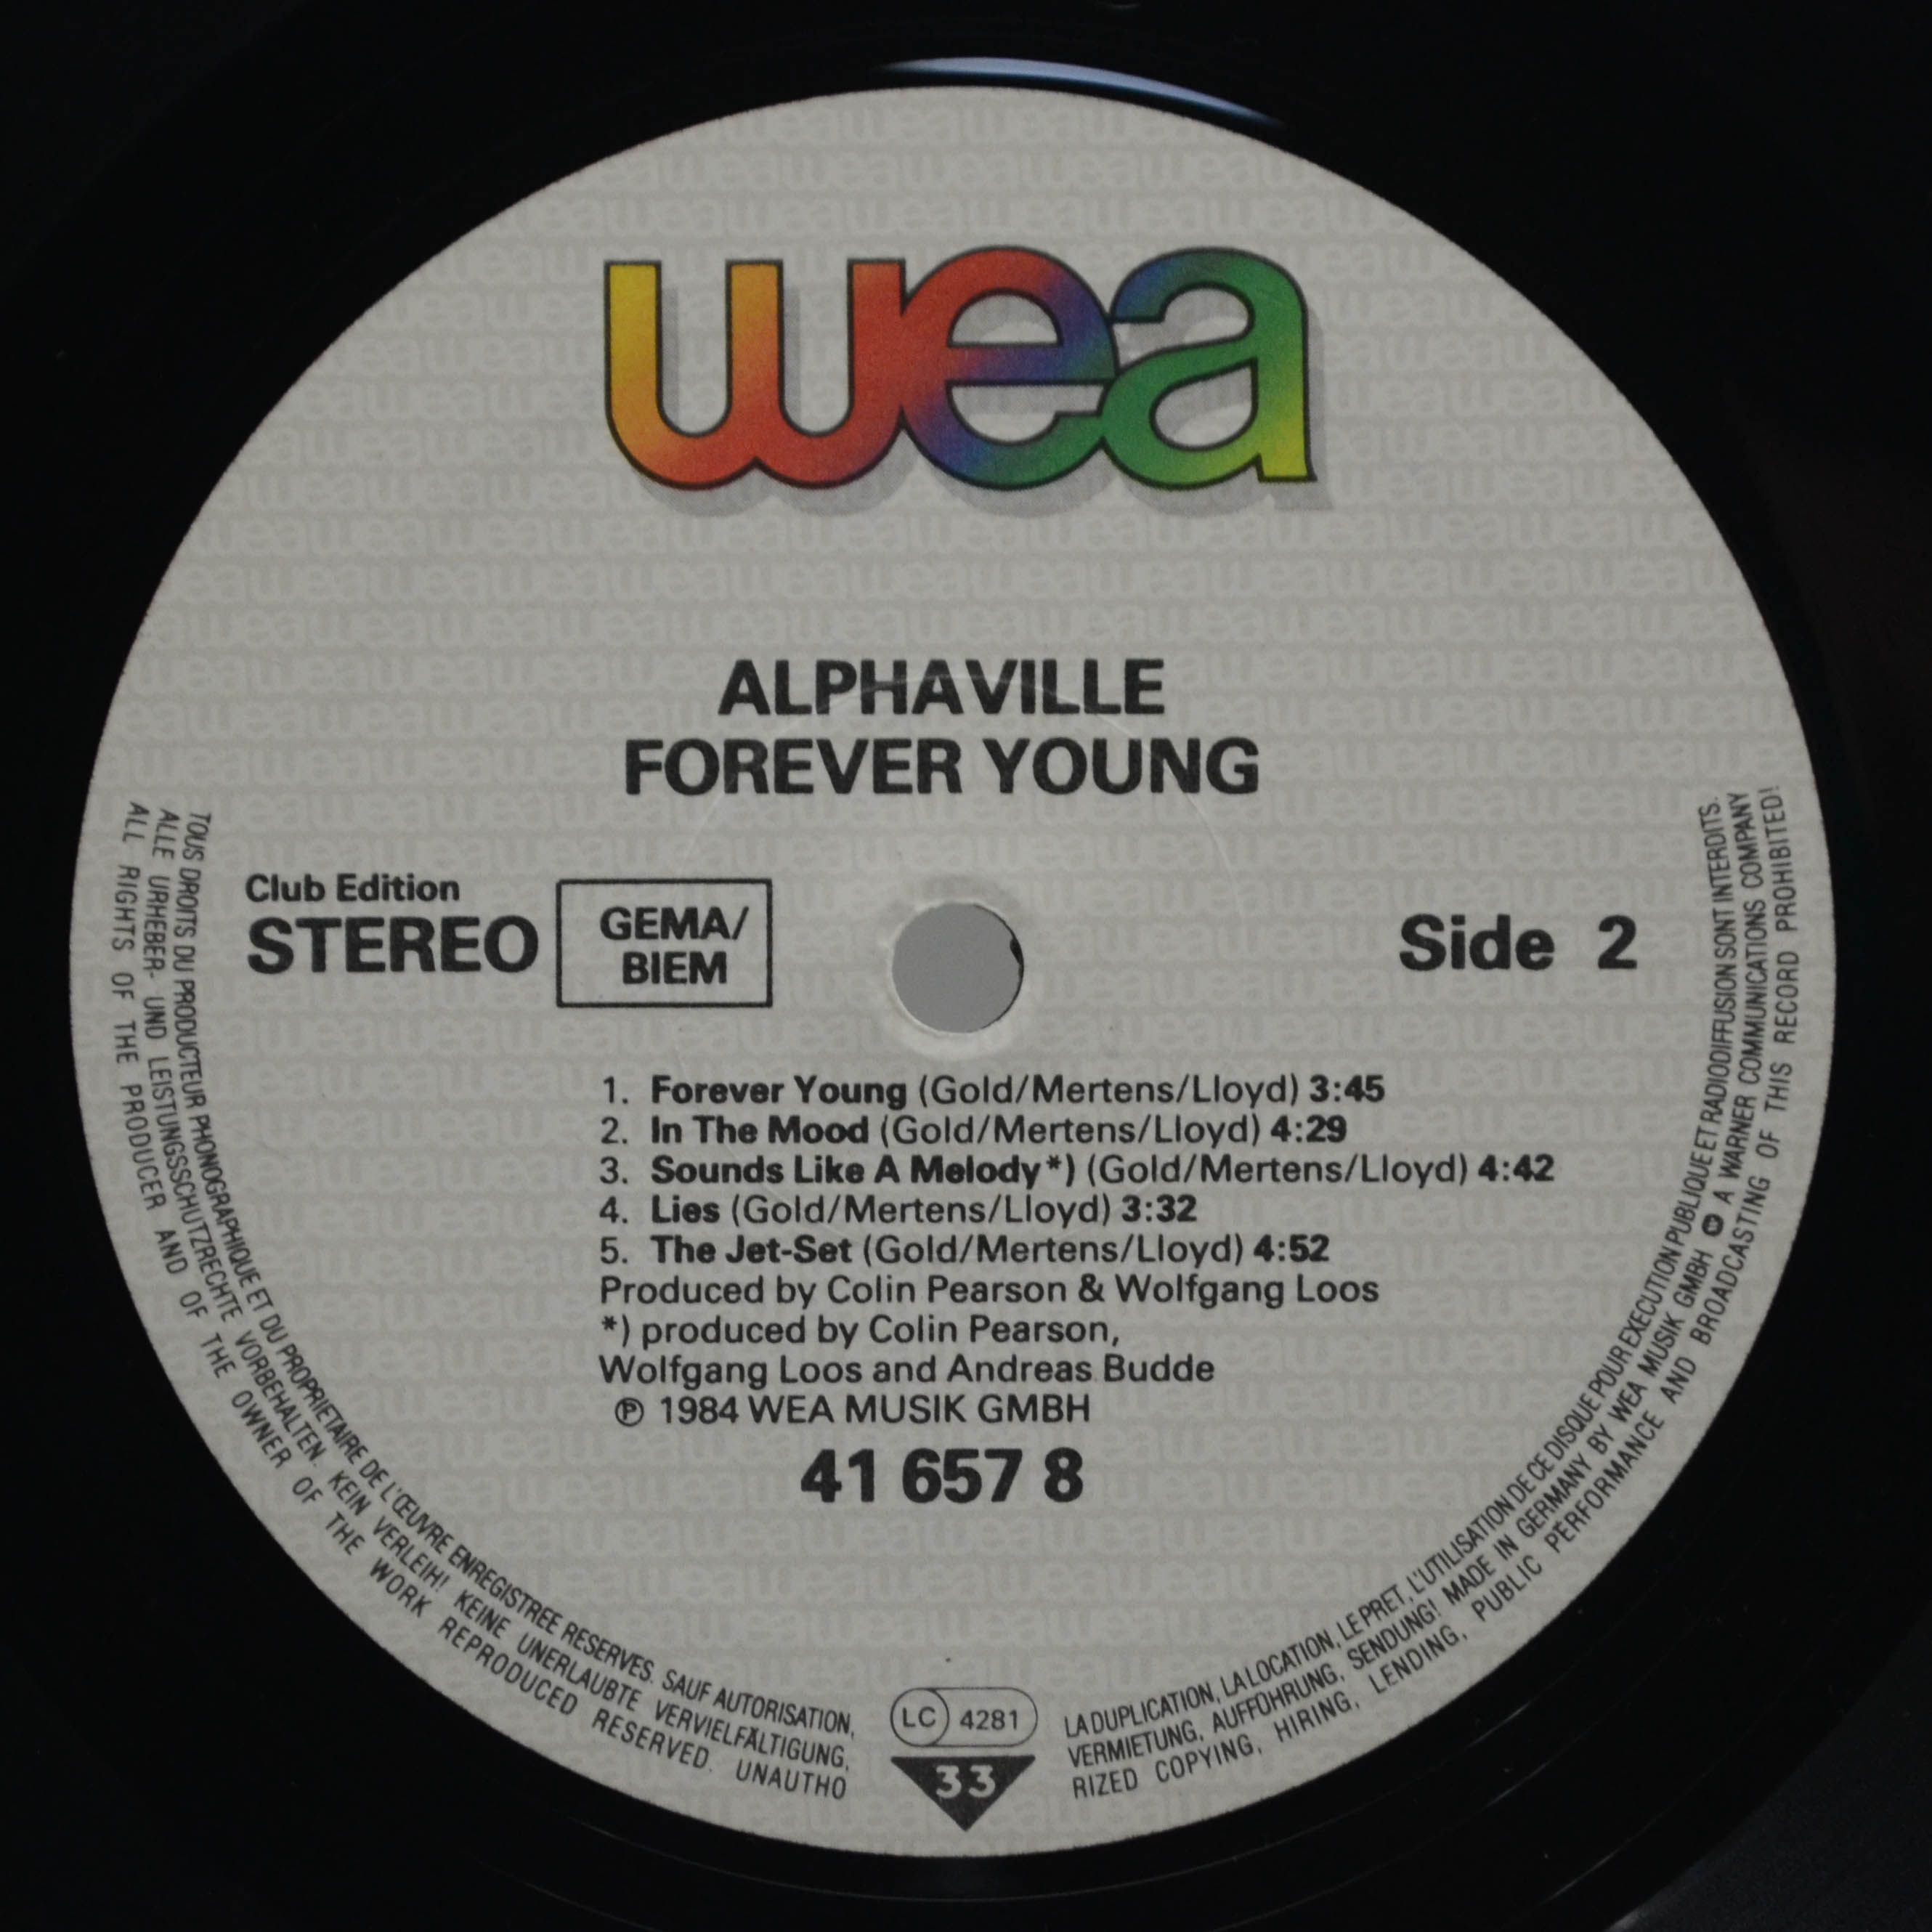 wea
ALPHAVILLE
FOREVER YOUNG
Club Edition
STEREO
GEMA/
BIEM
Side 2
1. Forever Young (Gold/Mertens/Lloyd) 3:45
2. In The Mood (Gold/Mertens/Lloyd) 4:29
3. Sounds Like A Melody*) (Gold/Mertens/Lloyd) 4:42
4. Lies (Gold/Mertens/Lloyd) 3:32
5. The Jet-Set (Gold/Mertens/Lloyd) 4:52
Produced by Colin Pearson & Wolfgang Loos
*) produced by Colin Pearson,
Wolfgang Loos and Andreas Budde
℗ 1984 WEA MUSIK GMBH
41 657 8
TOUS DROITS DU PRODUCTEUR PHONOGRAPHIQUE ET DU PROPRIETAIRE DE L'ŒUVRE ENREGISTREE RESERVES. SAUF AUTORISATION, LA DUPLICATION, LA LOCATION, LE PRET, L'UTILISATION DE CE DISQUE POUR EXECUTION PUBLIQUE ET RADIODIFFUSION SONT INTERDITS.
ALLE URHEBER- UND LEISTUNGSSCHUTZRECHTE VORBEHALTEN. KEIN VERLEIH! KEINE UNERLAUBTE VERVIELFÄLTIGUNG, VERMIETUNG, AUFFÜHRUNG, SENDUNG! MADE IN GERMANY BY WEA MUSIK GMBH A WARNER COMMUNICATIONS COMPANY
ALL RIGHTS OF THE PRODUCER AND OF THE OWNER OF THE WORK REPRODUCED RESERVED. UNAUTHORIZED COPYING, HIRING, LENDING, PUBLIC PERFORMANCE AND BROADCASTING OF THIS RECORD PROHIBITED!
LC 4281
33